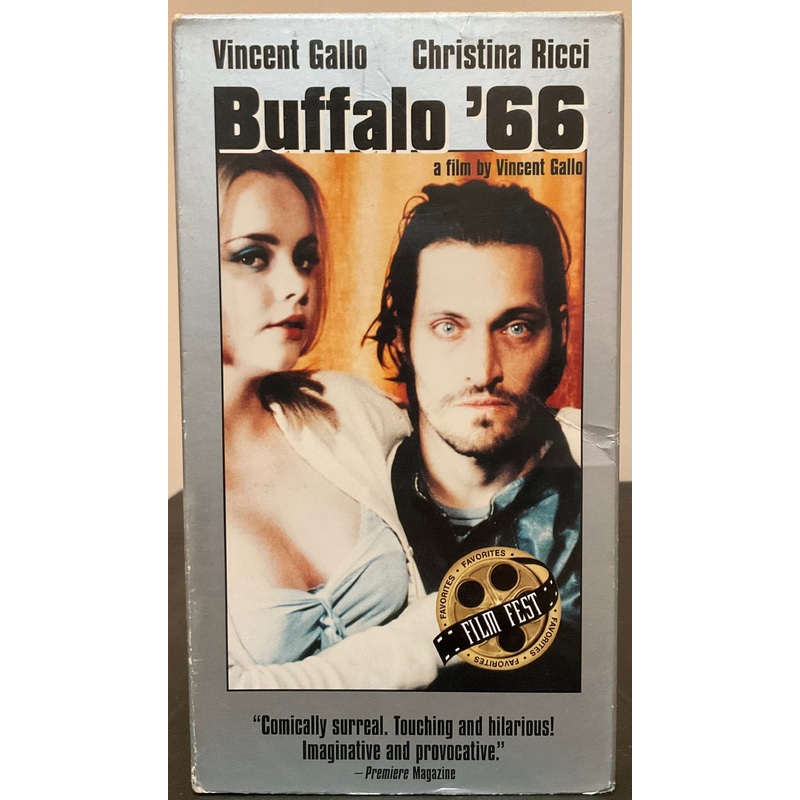 Vincent Gallo Christina Ricci
Buffalo ’66
a film by Vincent Gallo
FAVORITES • FAVORITES • FAVORITES • FAVORITES •
FILM FEST
“Comically surreal. Touching and hilarious!
Imaginative and provocative.”
– Premiere Magazine